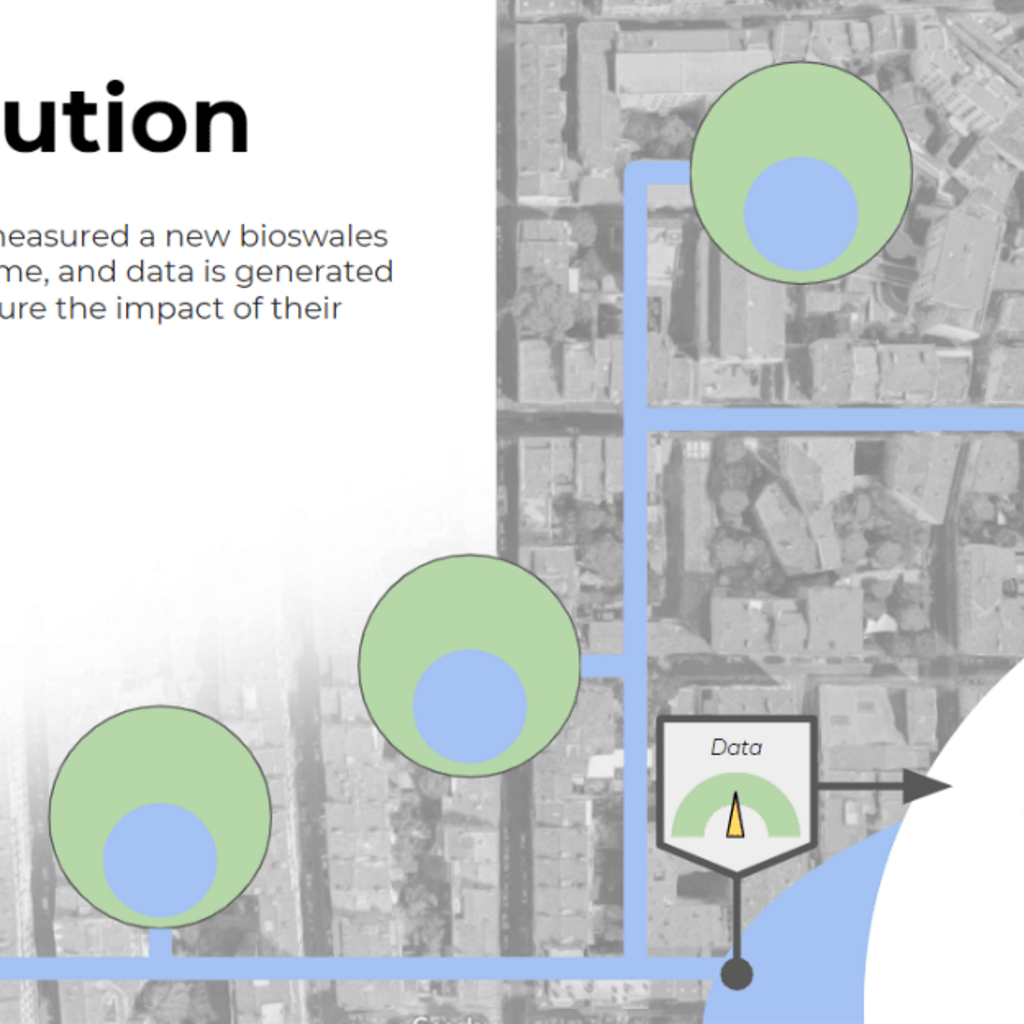 ution
neasured a new bioswales
me, and data is generated
ure the impact of their
Data